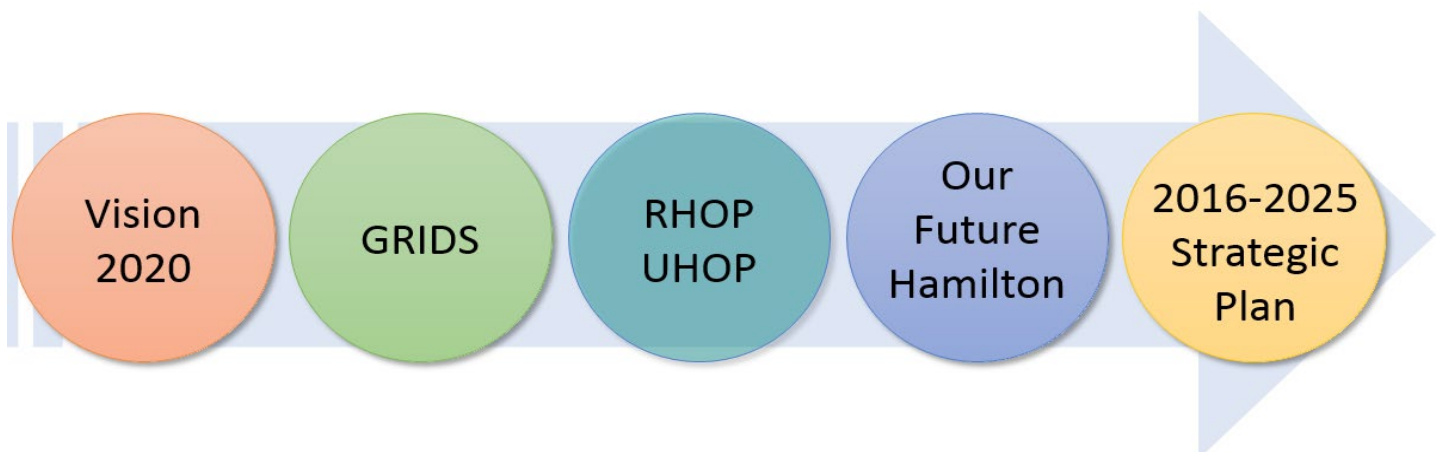 Vision
2020
GRIDS
RHOP
UHOP
Our
Future
Hamilton
2016-2025
Strategic
Plan